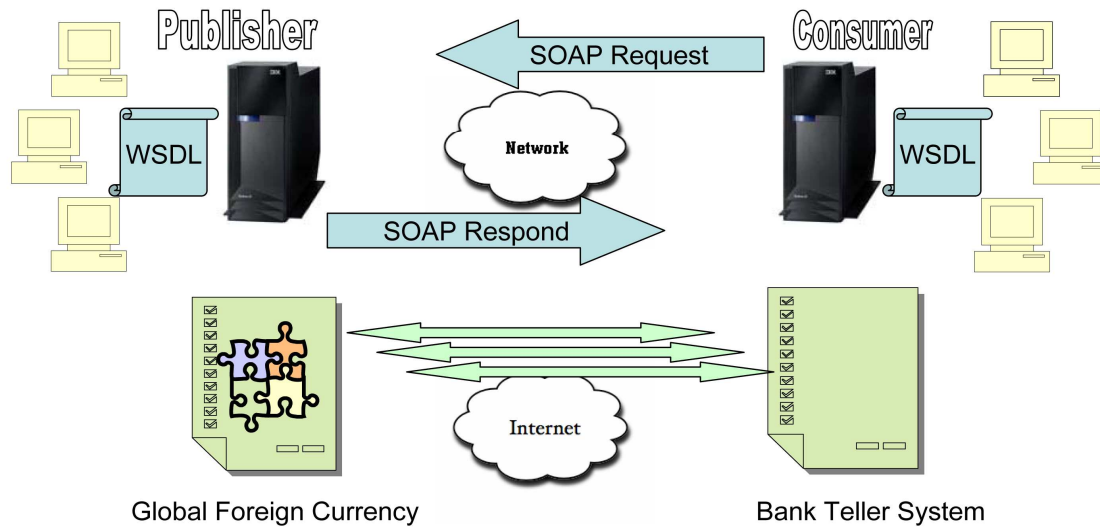 Publisher
Consumer
SOAP Request
WSDL
Network
WSDL
SOAP Respond
Internet
Global Foreign Currency
Bank Teller System